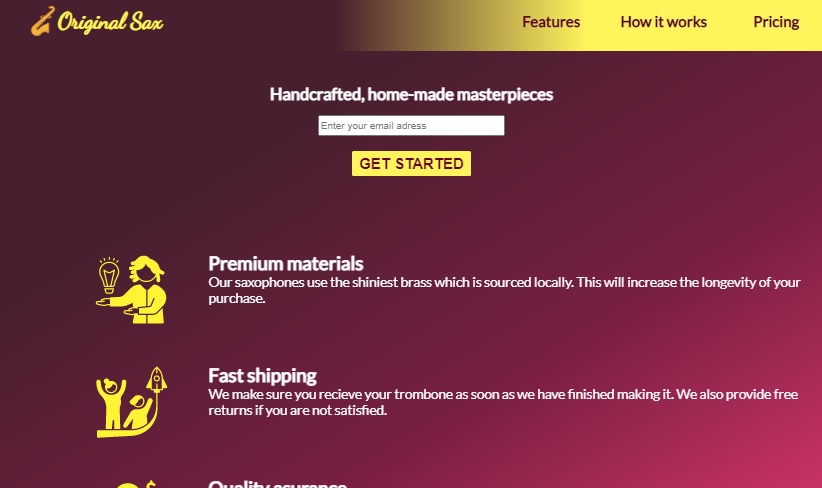 Original Sax
Features
How it works
Pricing
Handcrafted, home-made masterpieces
Enter your email adress
GET STARTED
Premium materials
Our saxophones use the shiniest brass which is sourced locally. This will increase the longevity of your
purchase.
Fast shipping
We make sure you recieve your trombone as soon as we have finished making it. We also provide free
returns if you are not satisfied.
Quality asurance